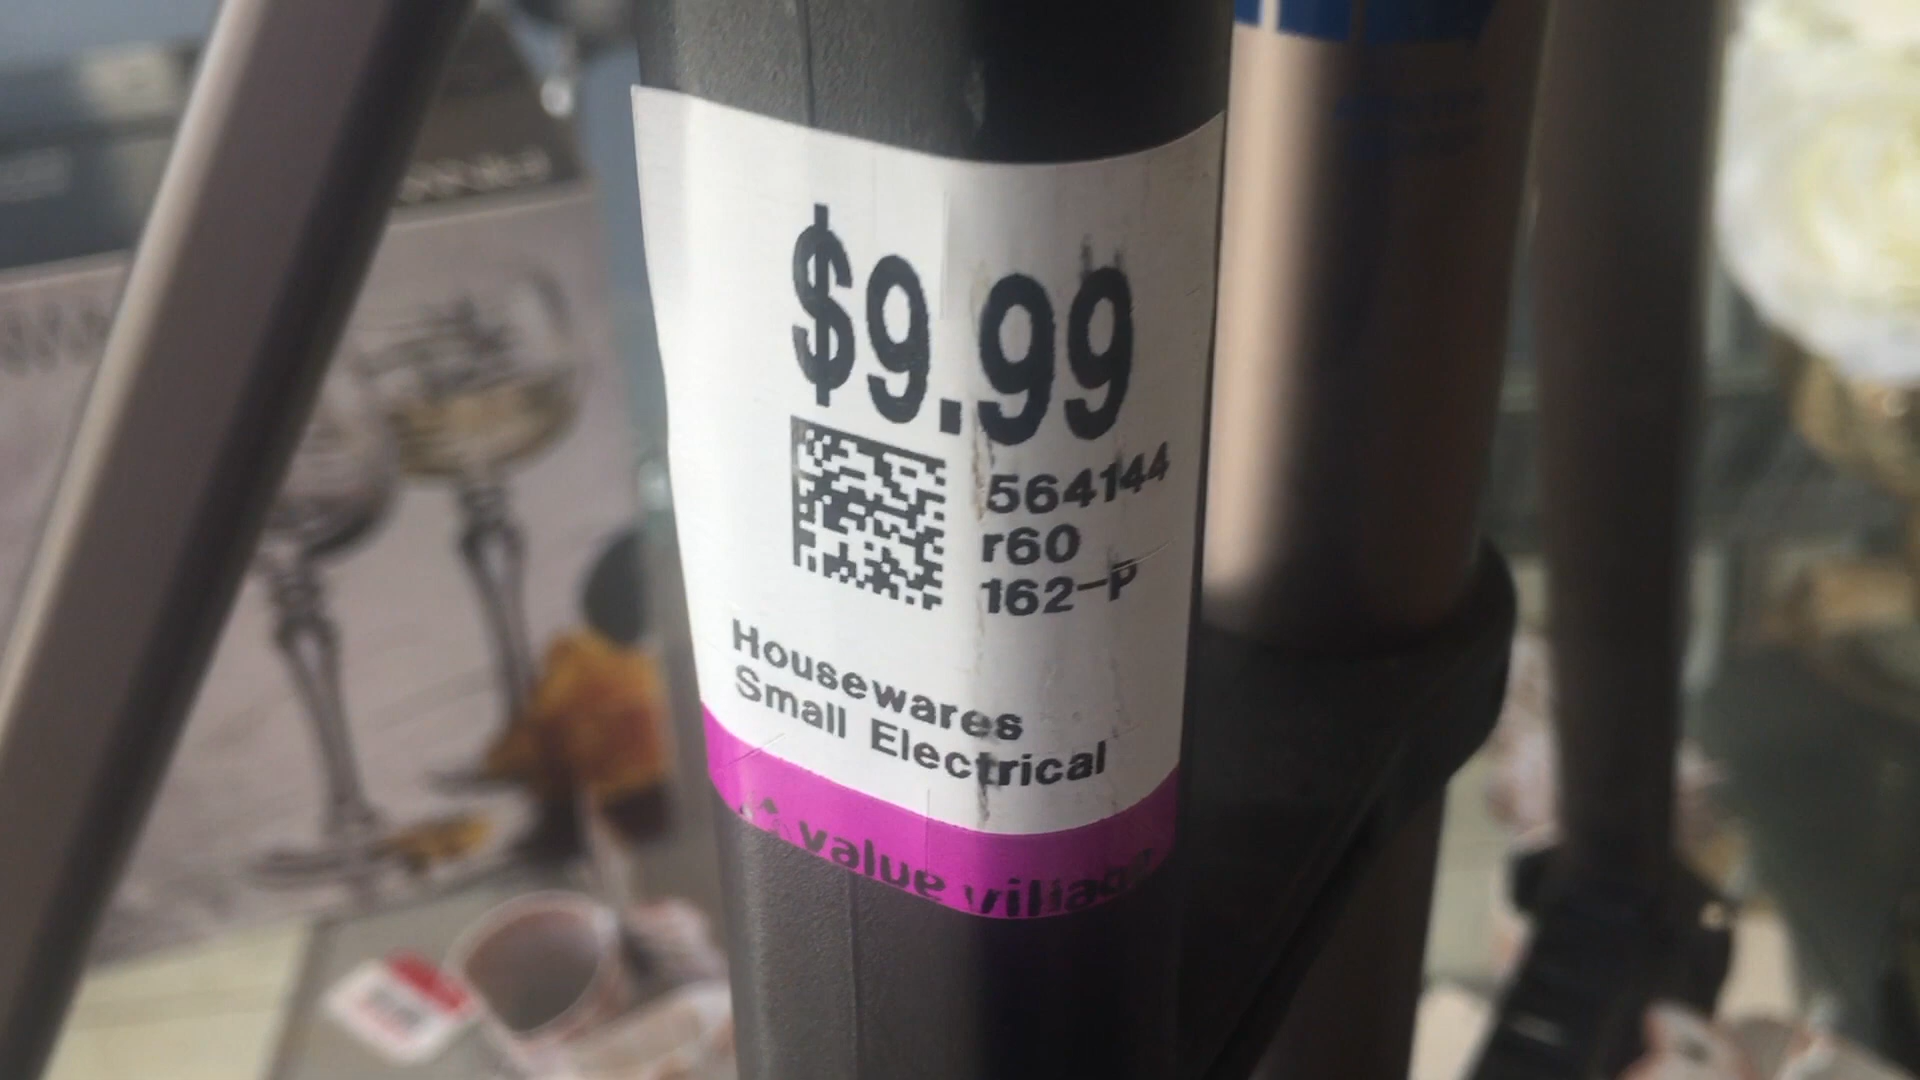 $9.99
564144
r60
162-P
Housewares
Small Electrical
value village